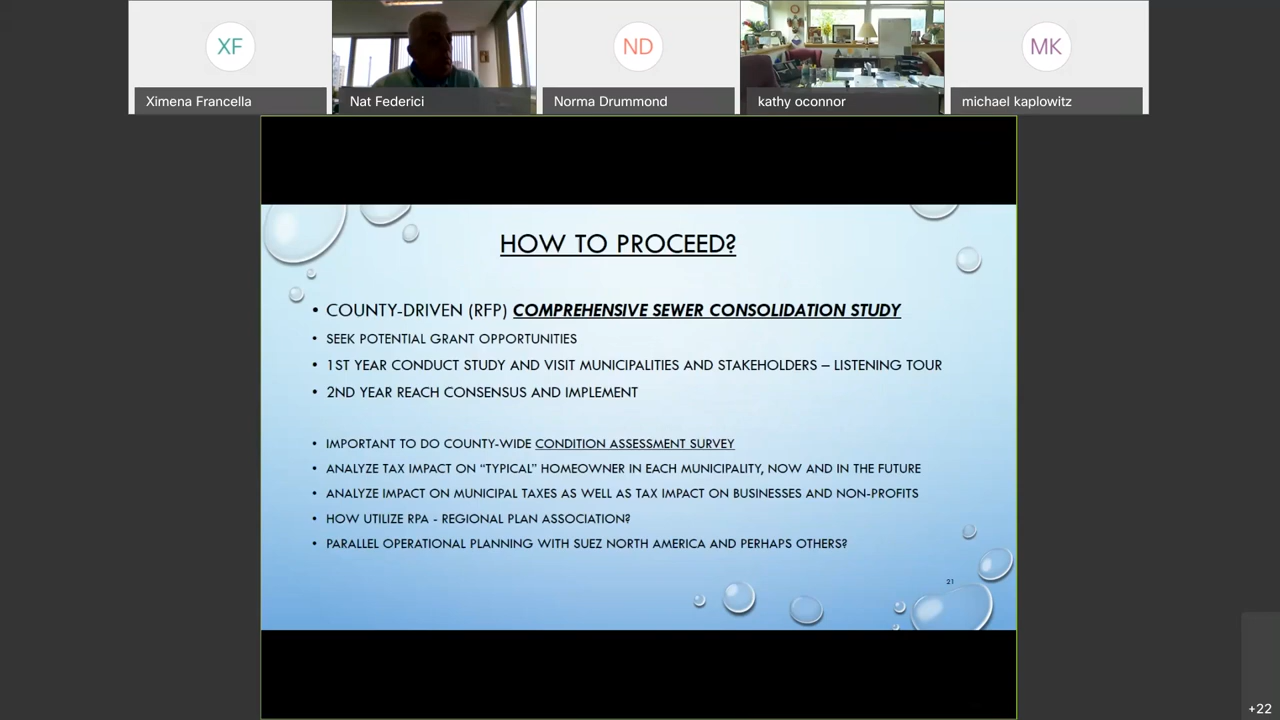 XF
ND
MK
Ximena Francella
Nat Federici
Norma Drummond
kathy oconnor
michael kaplowitz
HOW TO PROCEED?
• COUNTY-DRIVEN (RFP) COMPREHENSIVE SEWER CONSOLIDATION STUDY
• SEEK POTENTIAL GRANT OPPORTUNITIES
• 1ST YEAR CONDUCT STUDY AND VISIT MUNICIPALITIES AND STAKEHOLDERS – LISTENING TOUR
• 2ND YEAR REACH CONSENSUS AND IMPLEMENT
• IMPORTANT TO DO COUNTY-WIDE CONDITION ASSESSMENT SURVEY
• ANALYZE TAX IMPACT ON “TYPICAL” HOMEOWNER IN EACH MUNICIPALITY, NOW AND IN THE FUTURE
• ANALYZE IMPACT ON MUNICIPAL TAXES AS WELL AS TAX IMPACT ON BUSINESSES AND NON-PROFITS
• HOW UTILIZE RPA - REGIONAL PLAN ASSOCIATION?
• PARALLEL OPERATIONAL PLANNING WITH SUEZ NORTH AMERICA AND PERHAPS OTHERS?
21
+22